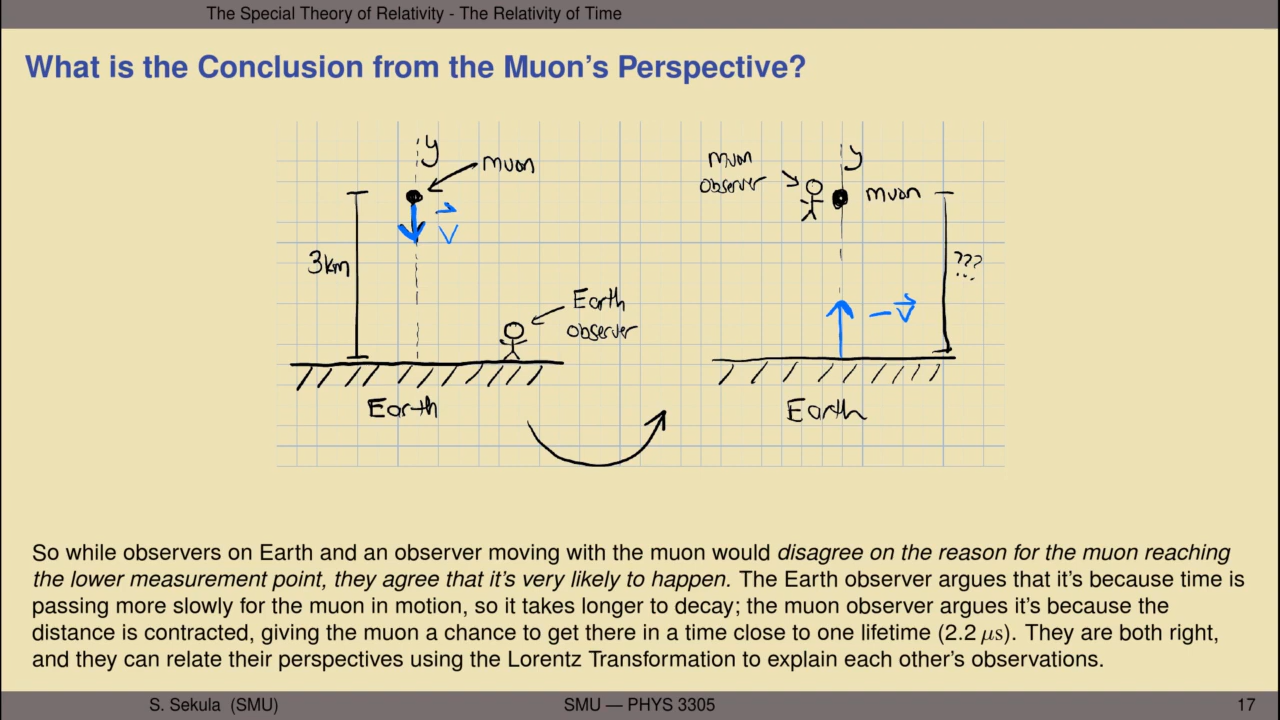 The Special Theory of Relativity - The Relativity of Time
What is the Conclusion from the Muon's Perspective?
y
muon
V
3km
Earth
observer
Earth
muon
observer
y
muon
???
-V
Earth
So while observers on Earth and an observer moving with the muon would disagree on the reason for the muon reaching
the lower measurement point, they agree that it's very likely to happen. The Earth observer argues that it's because time is
passing more slowly for the muon in motion, so it takes longer to decay; the muon observer argues it's because the
distance is contracted, giving the muon a chance to get there in a time close to one lifetime (2.2 μs). They are both right,
and they can relate their perspectives using the Lorentz Transformation to explain each other's observations.
S. Sekula (SMU)
SMU — PHYS 3305
17